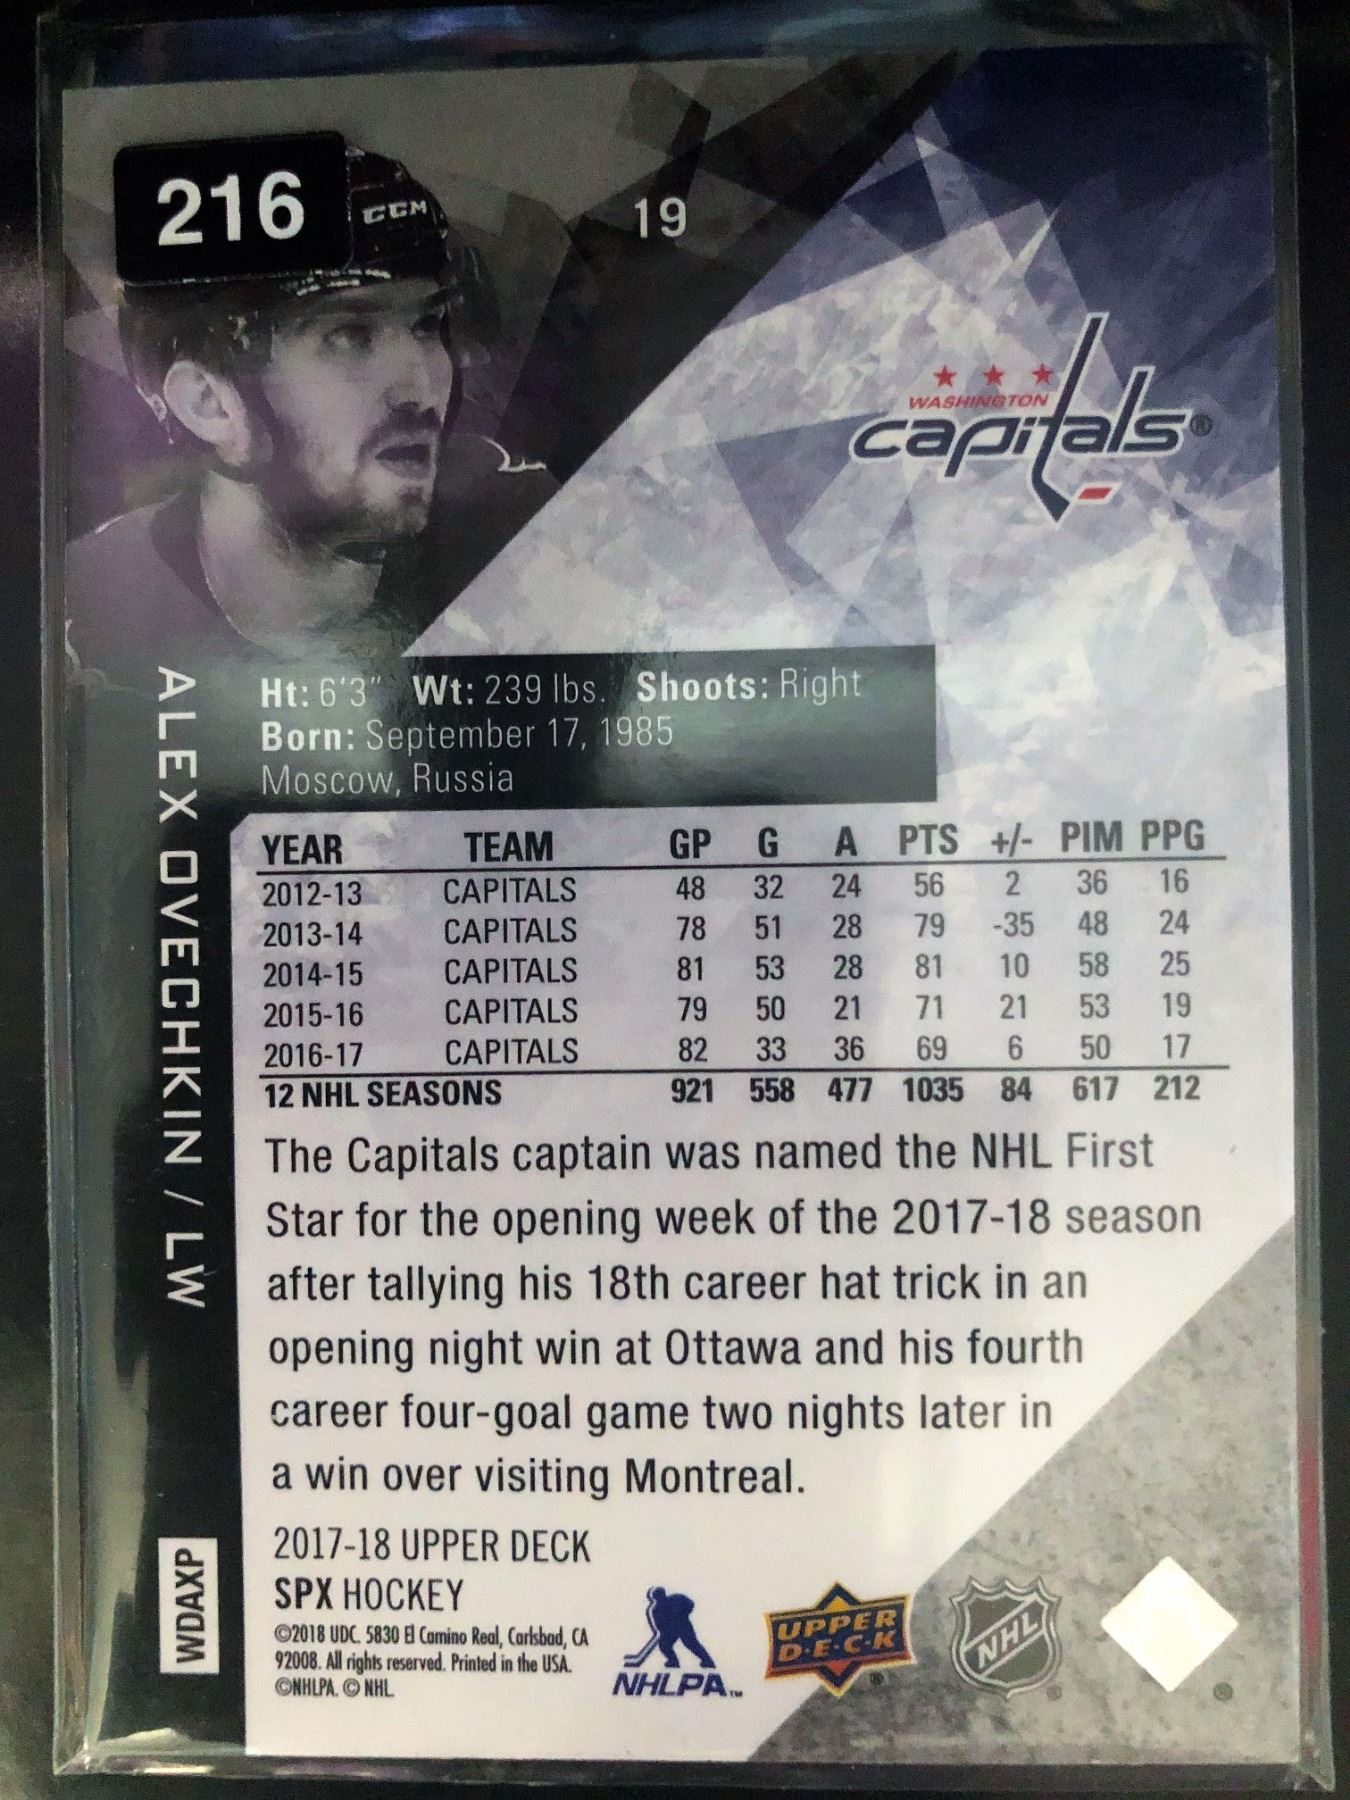 216
CCM
19
WASHINGTON
capitals®
ALEX OVECHKIN / LW
Ht: 6'3" Wt: 239 lbs. Shoots: Right
Born: September 17, 1985
Moscow, Russia
YEAR TEAM GP G A PTS +/- PIM PPG
2012-13 CAPITALS 48 32 24 56 2 36 16
2013-14 CAPITALS 78 51 28 79 -35 48 24
2014-15 CAPITALS 81 53 28 81 10 58 25
2015-16 CAPITALS 79 50 21 71 21 53 19
2016-17 CAPITALS 82 33 36 69 6 50 17
12 NHL SEASONS 921 558 477 1035 84 617 212
The Capitals captain was named the NHL First
Star for the opening week of the 2017-18 season
after tallying his 18th career hat trick in an
opening night win at Ottawa and his fourth
career four-goal game two nights later in
a win over visiting Montreal.
WDAXP
2017-18 UPPER DECK
SPX HOCKEY
©2018 UDC. 5830 El Camino Real, Carlsbad, CA
92008. All rights reserved. Printed in the USA.
©NHLPA. © NHL
NHLPA™
UPPER
D·E·C·K®
NHL®